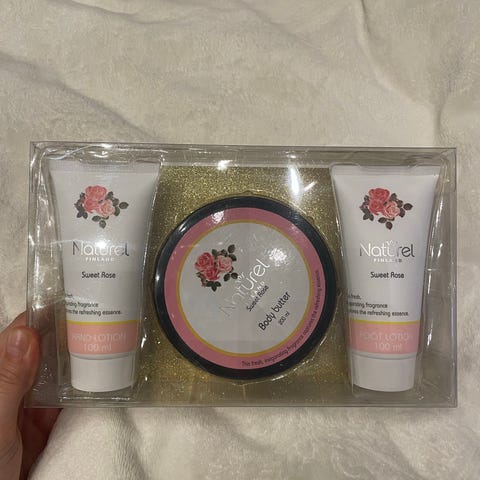 Naturel
FINLAND
Sweet Rose
fresh,
invigorating fragrance
the refreshing essence.
HAND LOTION
100 ml
Naturel
Sweet Rose
Body butter
200 ml
This fresh, invigorating fragrance captures the refreshing essence.
Naturel
FINLAND
Sweet Rose
fresh,
fragrance
the refreshing essence.
FOOT LOTION
100 ml